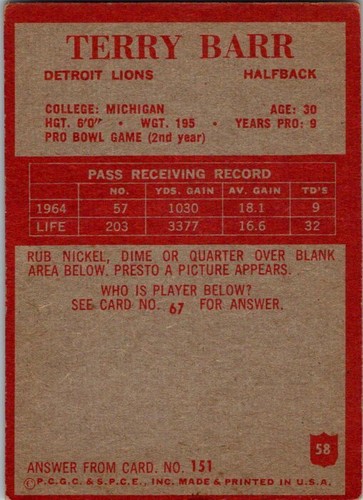 TERRY BARR
DETROIT LIONS HALFBACK
COLLEGE: MICHIGAN AGE: 30
HGT. 6'0" • WGT. 195 • YEARS PRO: 9
PRO BOWL GAME (2nd year)
PASS RECEIVING RECORD
NO. YDS. GAIN AV. GAIN TD'S
1964 57 1030 18.1 9
LIFE 203 3377 16.6 32
RUB NICKEL, DIME OR QUARTER OVER BLANK
AREA BELOW. PRESTO A PICTURE APPEARS.
WHO IS PLAYER BELOW?
SEE CARD NO. 67 FOR ANSWER.
58
ANSWER FROM CARD. NO. 151
©P.C.G.C. & S.P.C.E., INC. MADE & PRINTED IN U.S.A.